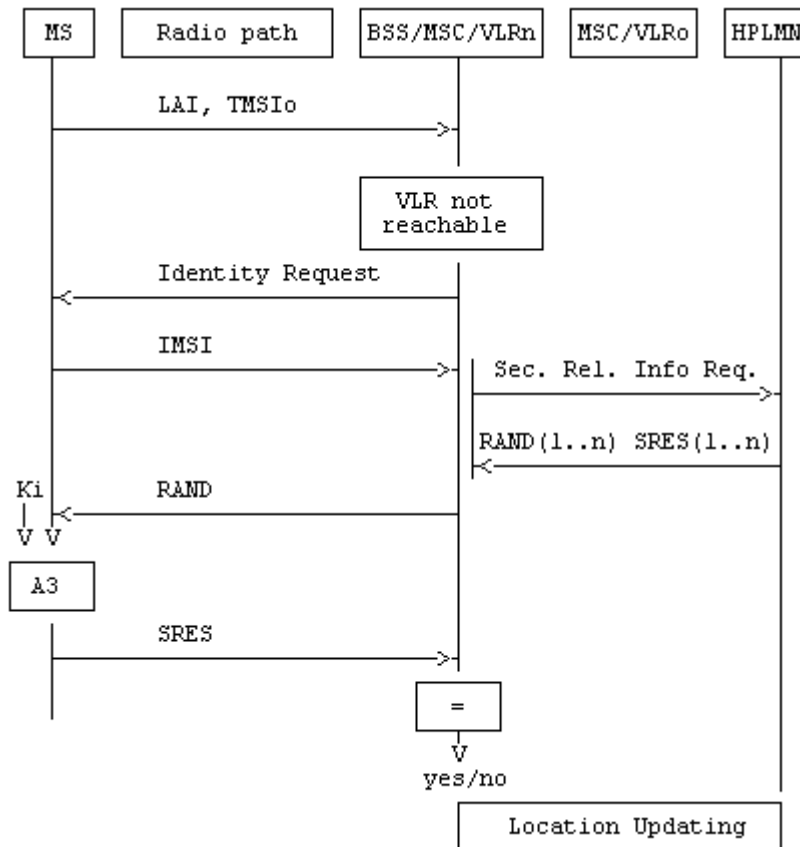 MS Radio path BSS/MSC/VLRn MSC/VLRo HPLMN
LAI, TMSIo
VLR not
reachable
Identity Request
IMSI
Sec. Rel. Info Req.
RAND(1..n) SRES(1..n)
Ki RAND
A3
SRES
=
yes/no
Location Updating